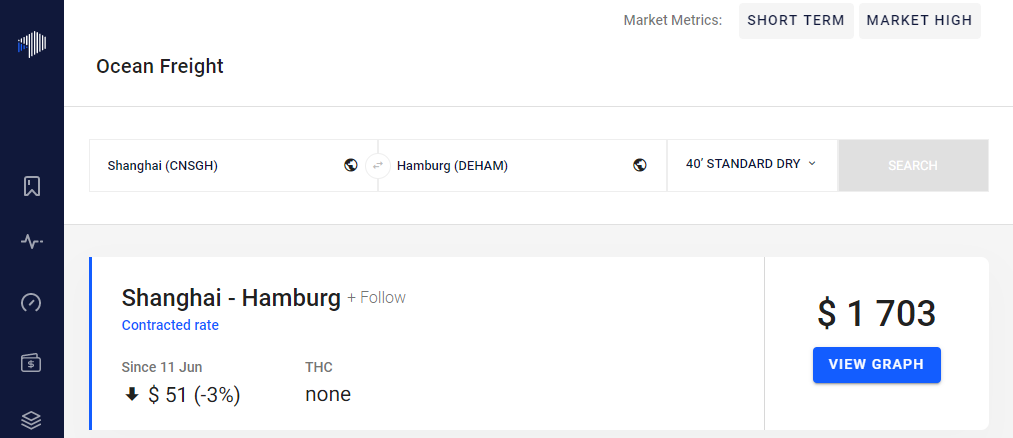 Market Metrics: SHORT TERM MARKET HIGH
Ocean Freight
Shanghai (CNSGH) Hamburg (DEHAM) 40’ STANDARD DRY SEARCH
Shanghai - Hamburg + Follow
Contracted rate
$ 1 703
VIEW GRAPH
Since 11 Jun THC
$ 51 (-3%) none